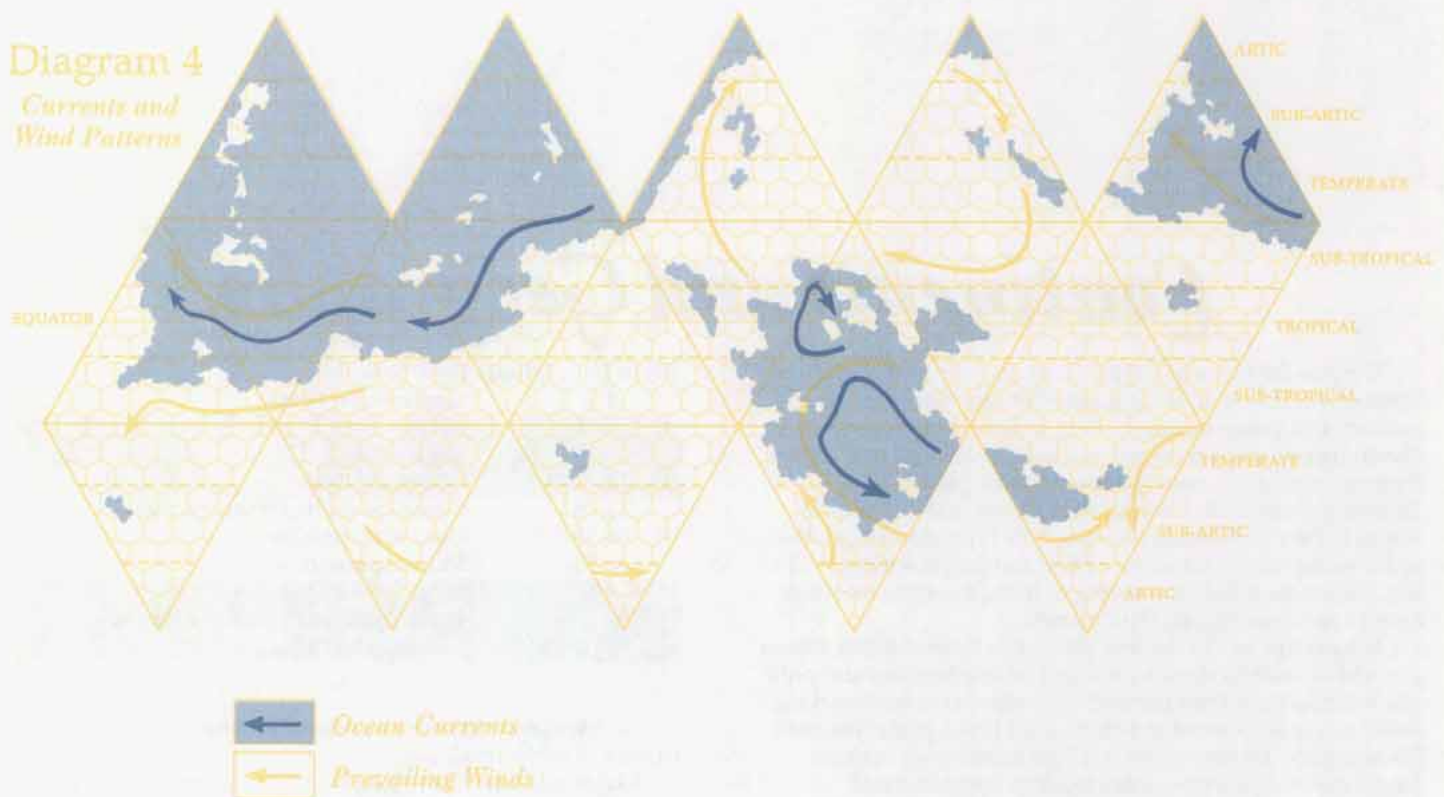 Diagram 4
Currents and
Wind Patterns
ARTIC
SUB-ARTIC
TEMPERATE
SUB-TROPICAL
EQUATOR
TROPICAL
SUB-TROPICAL
TEMPERATE
SUB-ARTIC
ARTIC
Ocean Currents
Prevailing Winds